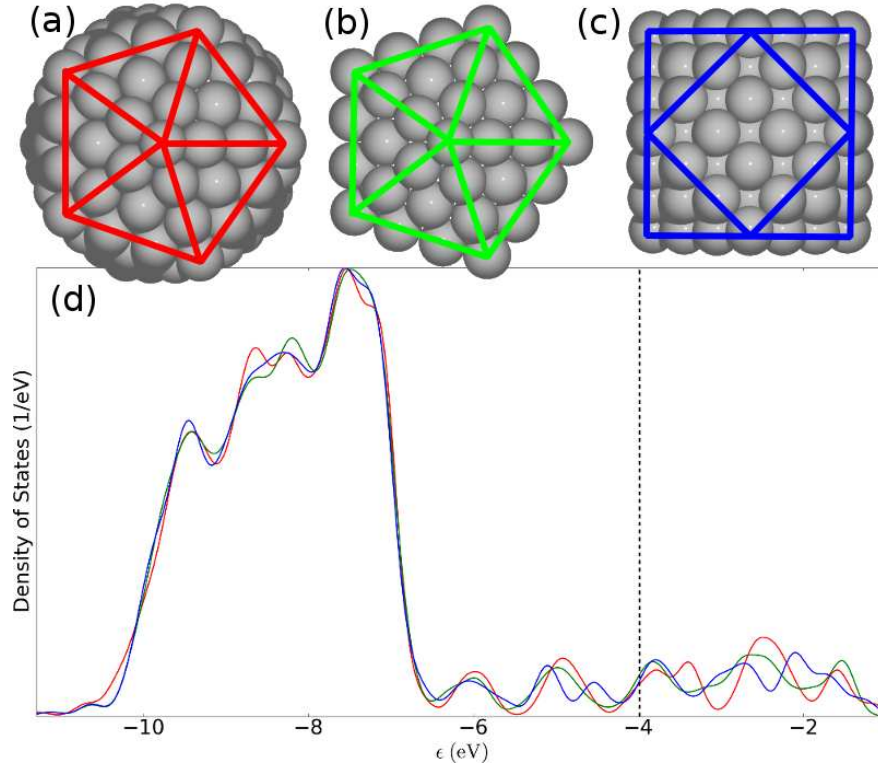 (a)
(b)
(c)
(d)
Density of States (1/eV)
−10
−8
−6
−4
−2
ϵ (eV)